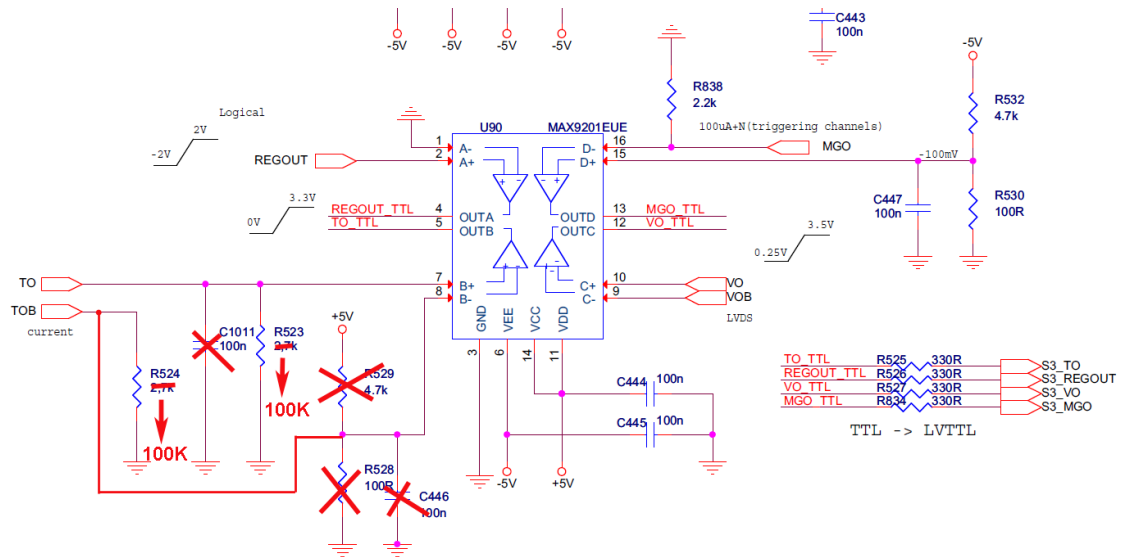 -5V -5V -5V -5V
C443
100n
-5V
R838
2.2k
R532
4.7k
Logical
2V
-2V
U90 MAX9201EUE
100uA+N(triggering channels)
1 A- D- 16
MGO
REGOUT
2 A+ D+ 15
-100mV
C447
100n
R530
100R
3.3V
0V
REGOUT_TTL 4 OUTA OUTD 13 MGO_TTL
TO_TTL 5 OUTB OUTC 12 VO_TTL
3.5V
0.25V
TO 7 B+ C+ 10 VO
TOB 8 B- C- 9 VOB
LVDS
current
GND VEE VCC VDD
3 6 14 11
+5V
C1011
100n
R523
2,7k
100K
R524
2,7k
100K
R529
4.7k
C444 100n
C445 100n
-5V +5V
R528
100R
C446
100n
TO_TTL R525 330R S3_TO
REGOUT_TTL R526 330R S3_REGOUT
VO_TTL R527 330R S3_VO
MGO_TTL R834 330R S3_MGO
TTL -> LVTTL